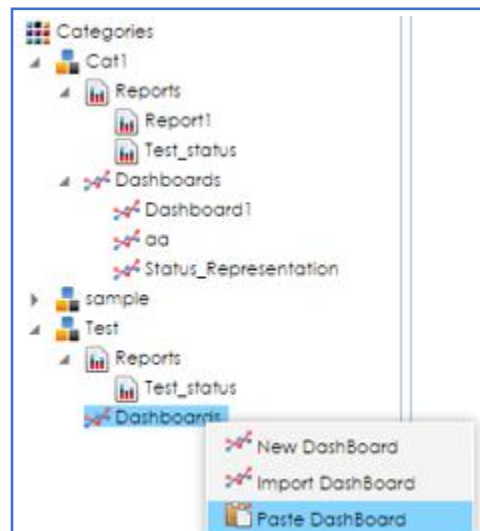 Categories
Cat1
Reports
Report1
Test_status
Dashboards
Dashboard1
aa
Status_Representation
sample
Test
Reports
Test_status
Dashboards
New DashBoard
Import DashBoard
Paste DashBoard